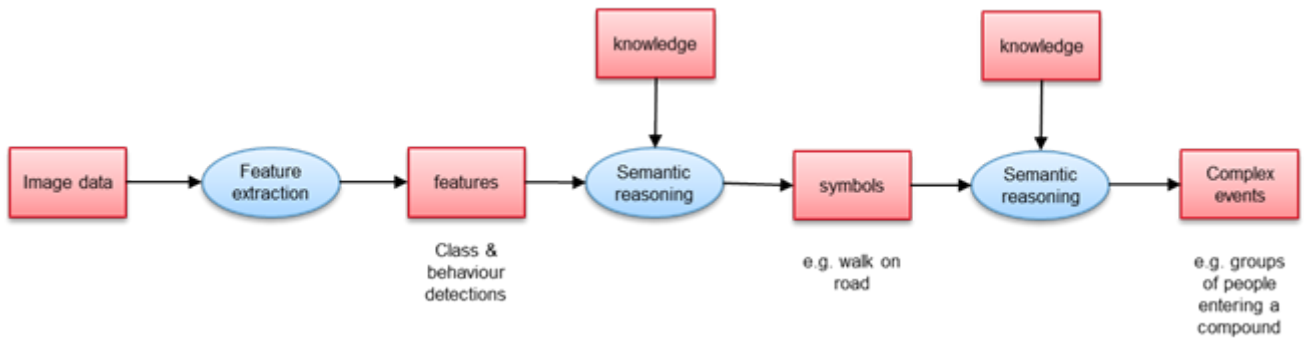 knowledge
knowledge
Image data
Feature
extraction
features
Semantic
reasoning
symbols
Semantic
reasoning
Complex
events
Class &
behaviour
detections
e.g. walk on
road
e.g. groups
of people
entering a
compound